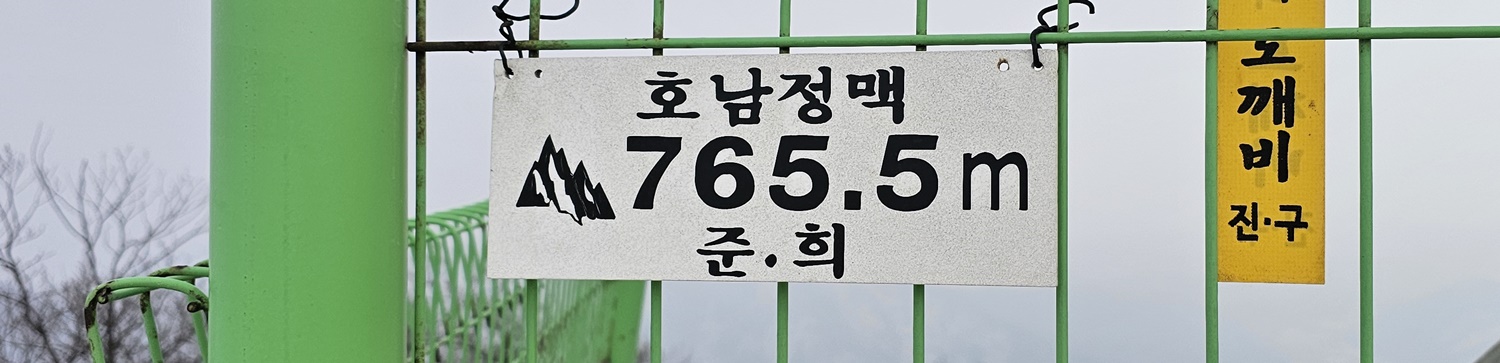 호남정맥
765.5m
준·희
도깨비
진·구